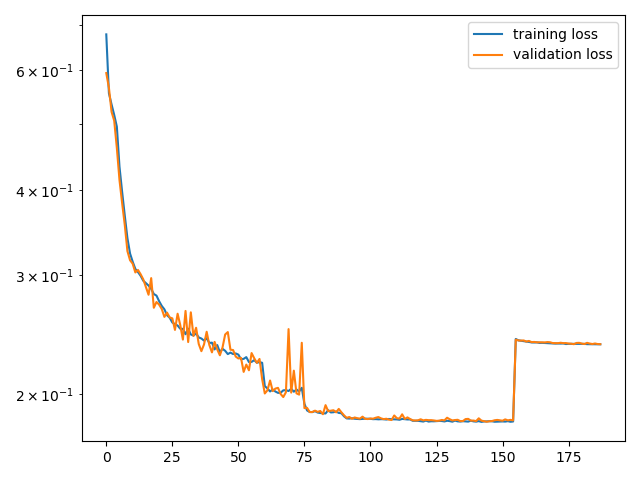 training loss
validation loss
6 × 10⁻¹
4 × 10⁻¹
3 × 10⁻¹
2 × 10⁻¹
0 25 50 75 100 125 150 175